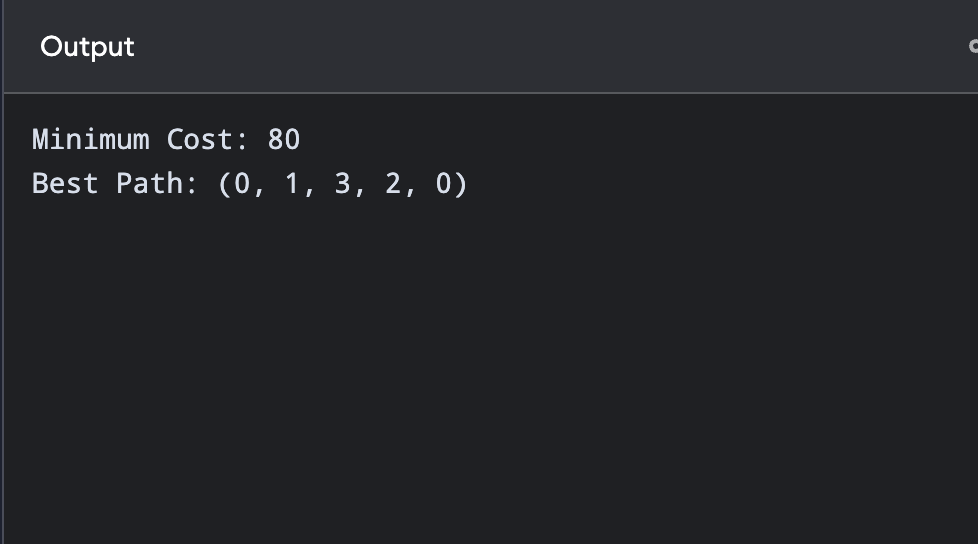 Output
Minimum Cost: 80
Best Path: (0, 1, 3, 2, 0)